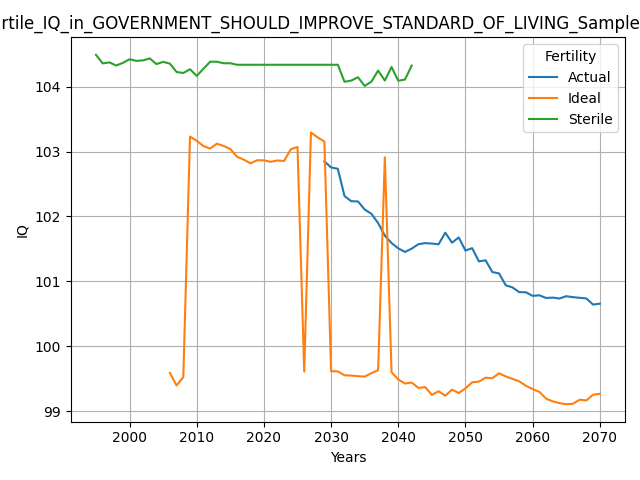 rtile_IQ_in_GOVERNMENT_SHOULD_IMPROVE_STANDARD_OF_LIVING_Sample
Fertility
Actual
Ideal
Sterile
IQ
104
103
102
101
100
99
2000 2010 2020 2030 2040 2050 2060 2070
Years